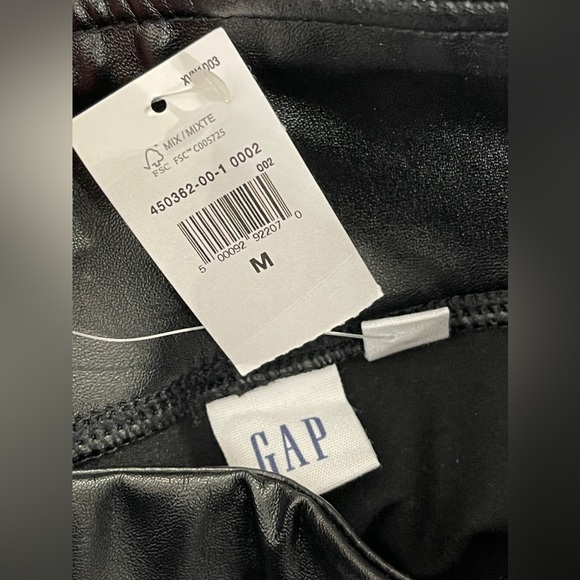 MIX/MIXTE
FSC FSC™ C005725
450362-00-1 0002
002
5 00092 92207 0
M
GAP